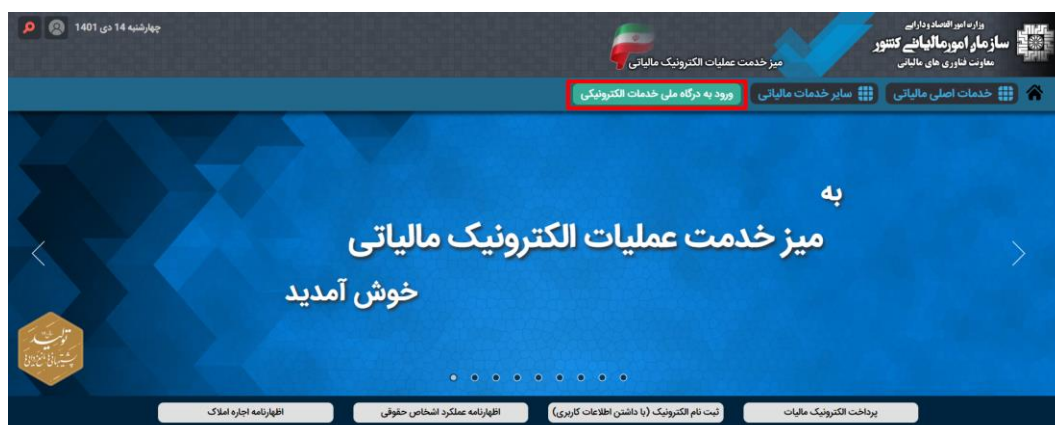 وزارت امور اقتصاد و دارایی
سازمان امور مالیاتی کشور
معاونت فناوری های مالیاتی
میز خدمت عملیات الکترونیک مالیاتی
چهارشنبه 14 دی 1401
خدمات اصلی مالیاتی
سایر خدمات مالیاتی
ورود به درگاه ملی خدمات الکترونیکی
به
میز خدمت عملیات الکترونیک مالیاتی
خوش آمدید
تولید
پرداخت الکترونیک مالیات
ثبت نام الکترونیک (با داشتن اطلاعات کاربری)
اظهارنامه عملکرد اشخاص حقوقی
اظهارنامه اجاره املاک